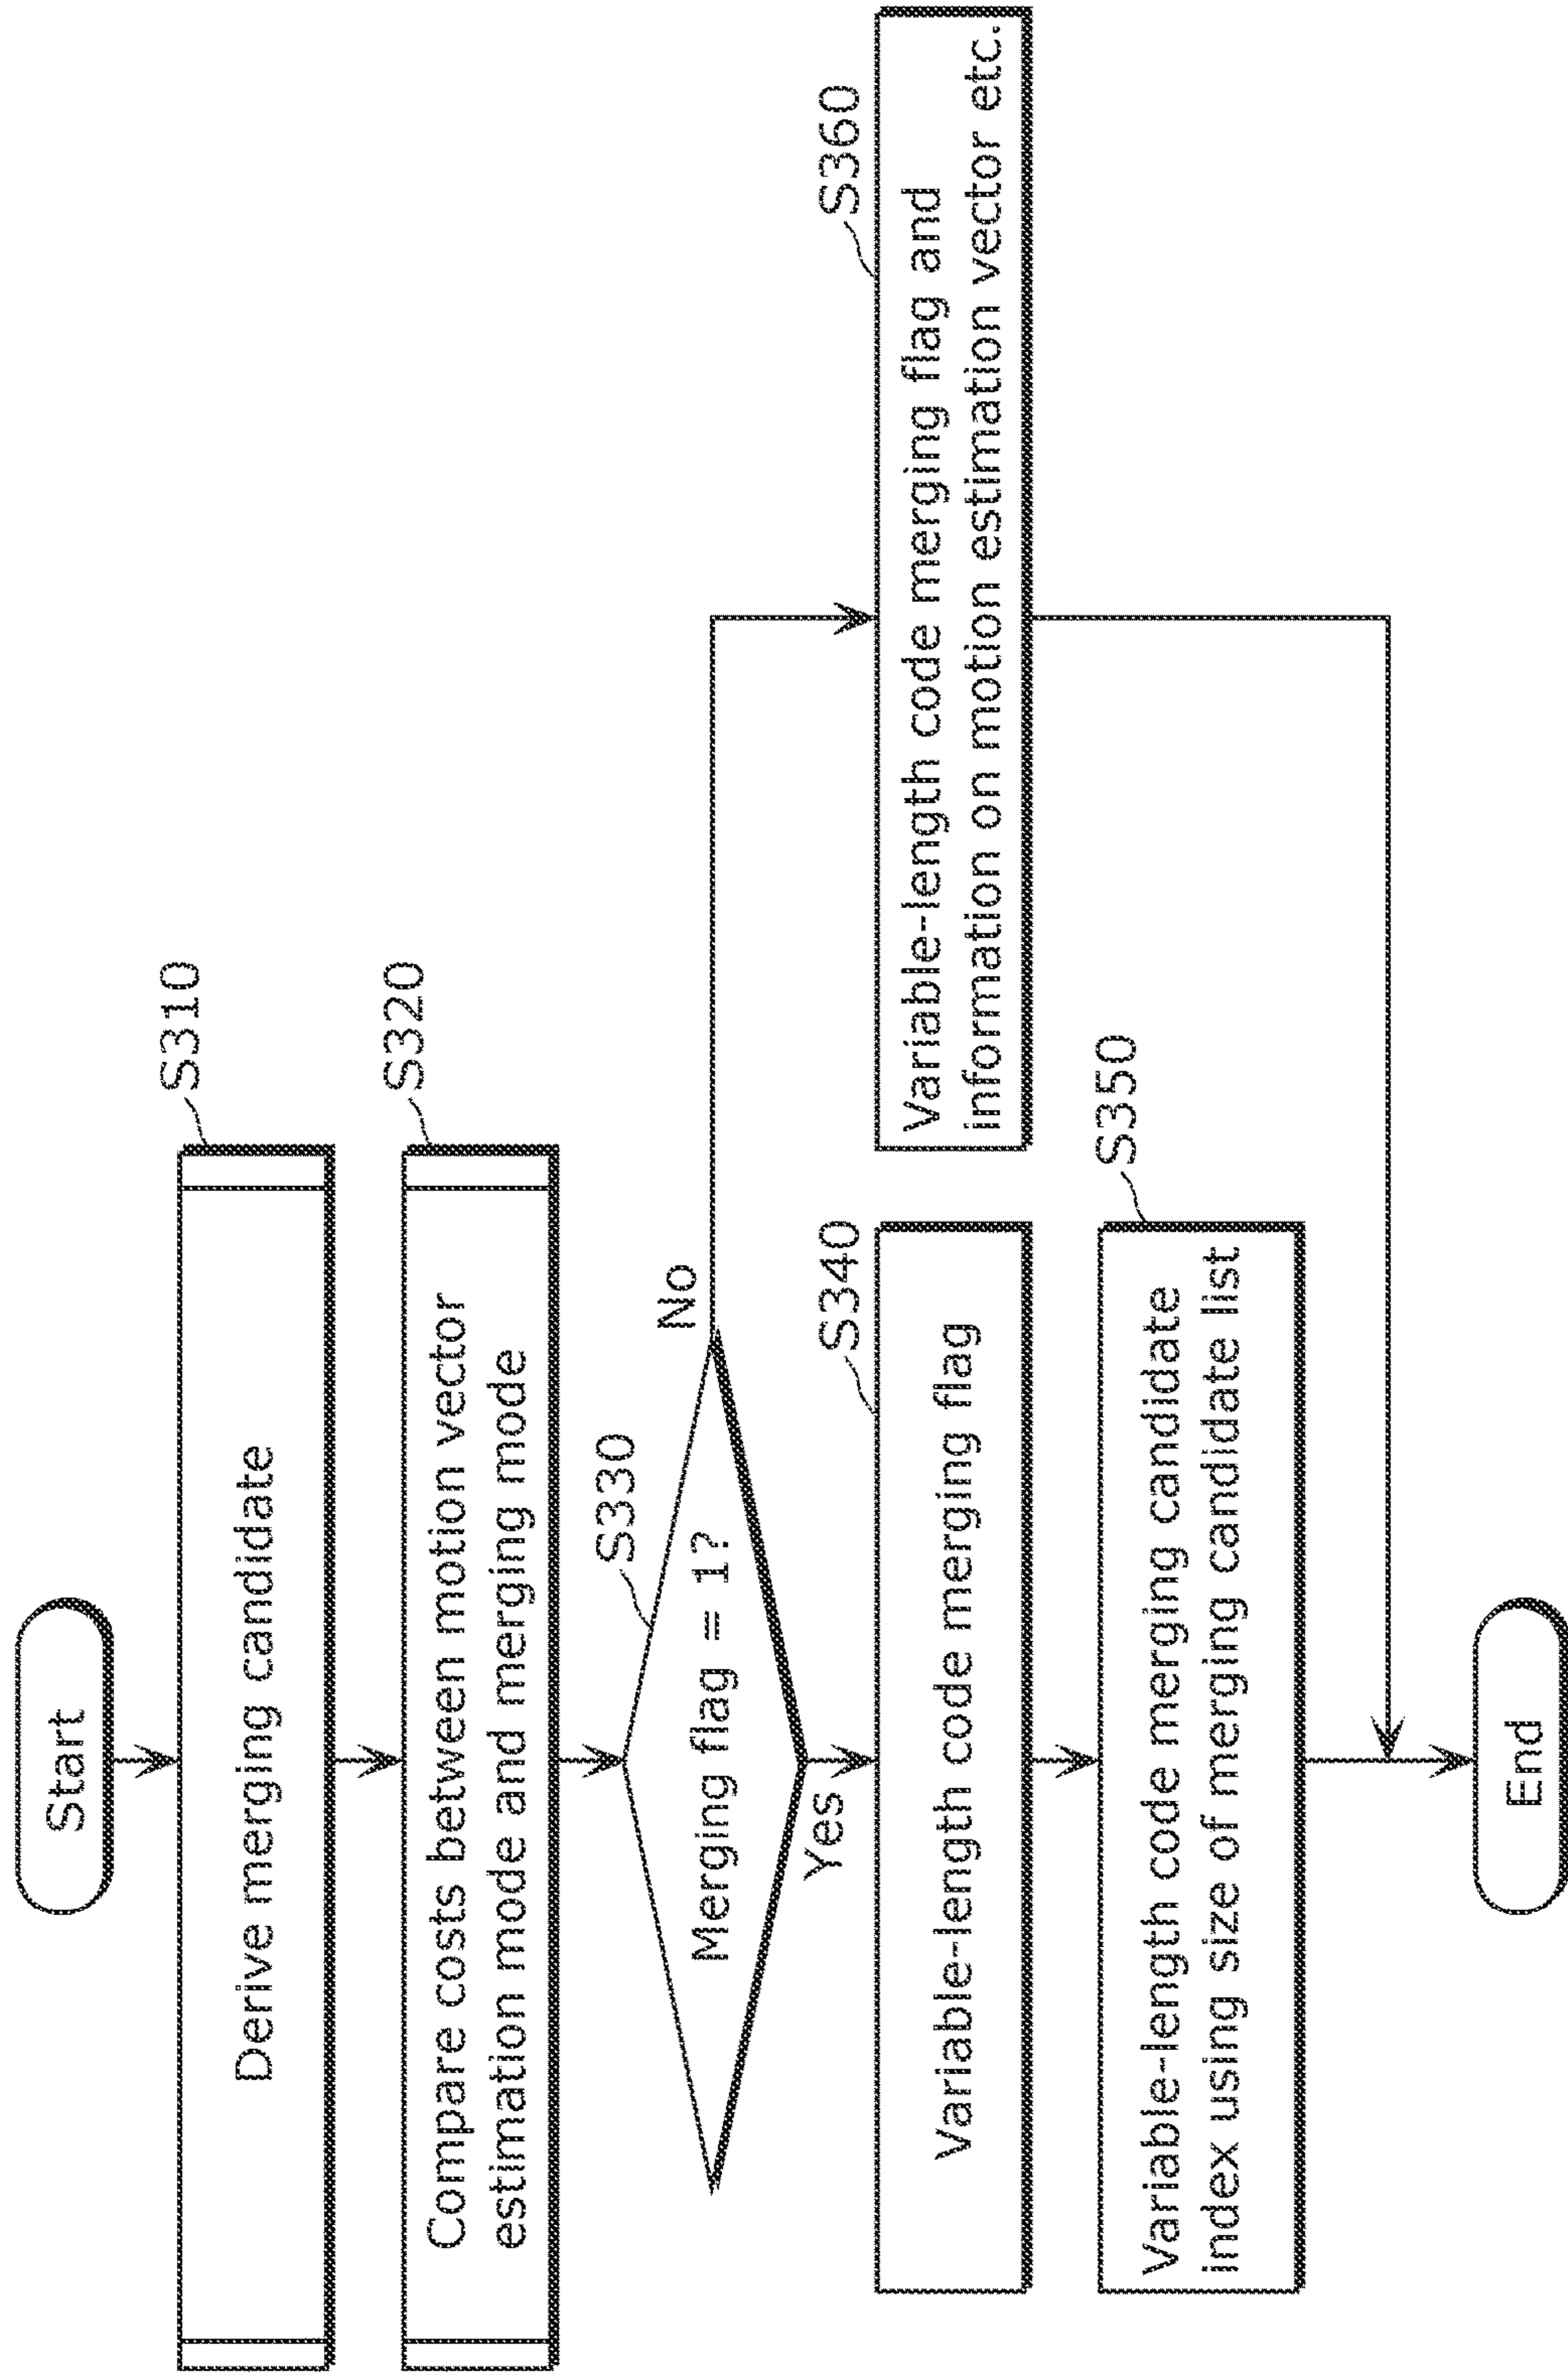 Start
S310
Derive merging candidate
S320
Compare costs between motion vector
estimation mode and merging mode
S330
Merging flag = 1?
No
Yes
S340
Variable-length code merging flag
S360
Variable-length code merging flag and
information on motion estimation vector etc.
S350
Variable-length code merging candidate
index using size of merging candidate list
End